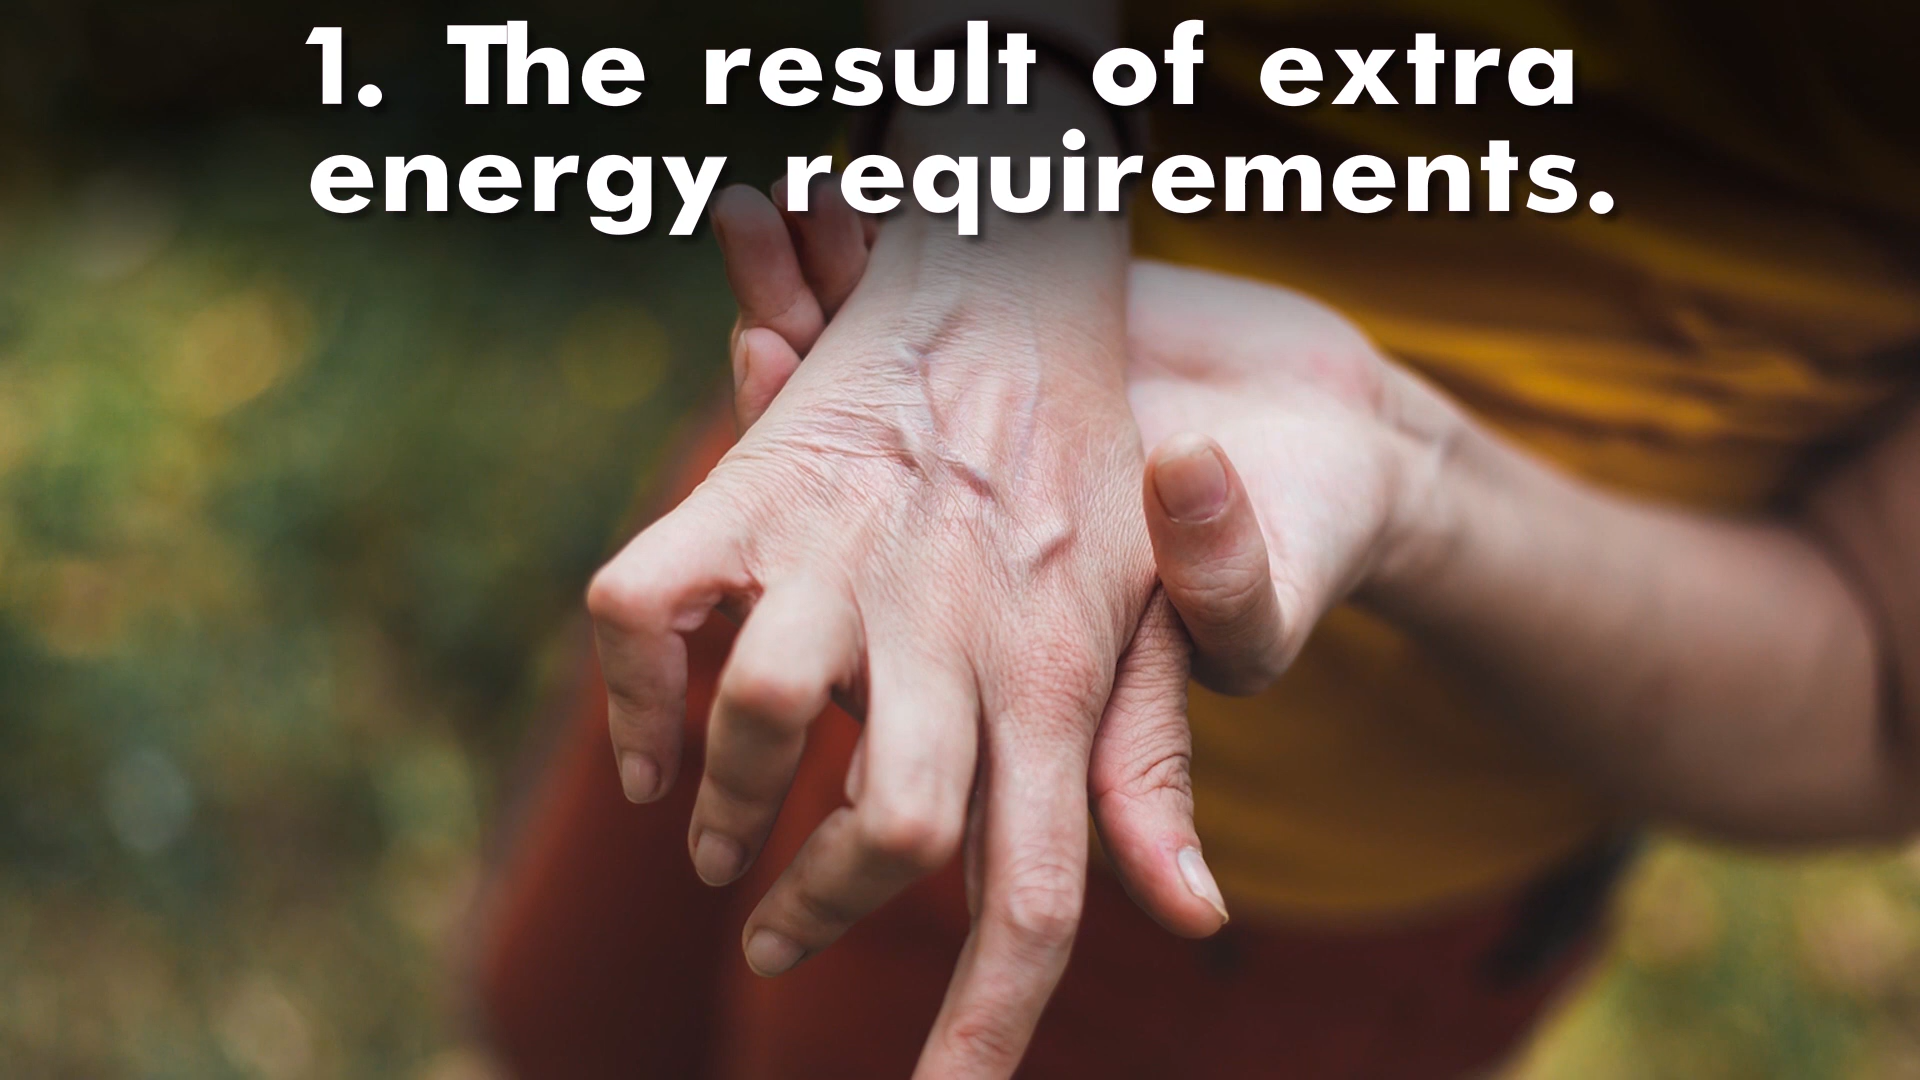 1. The result of extra
energy requirements.